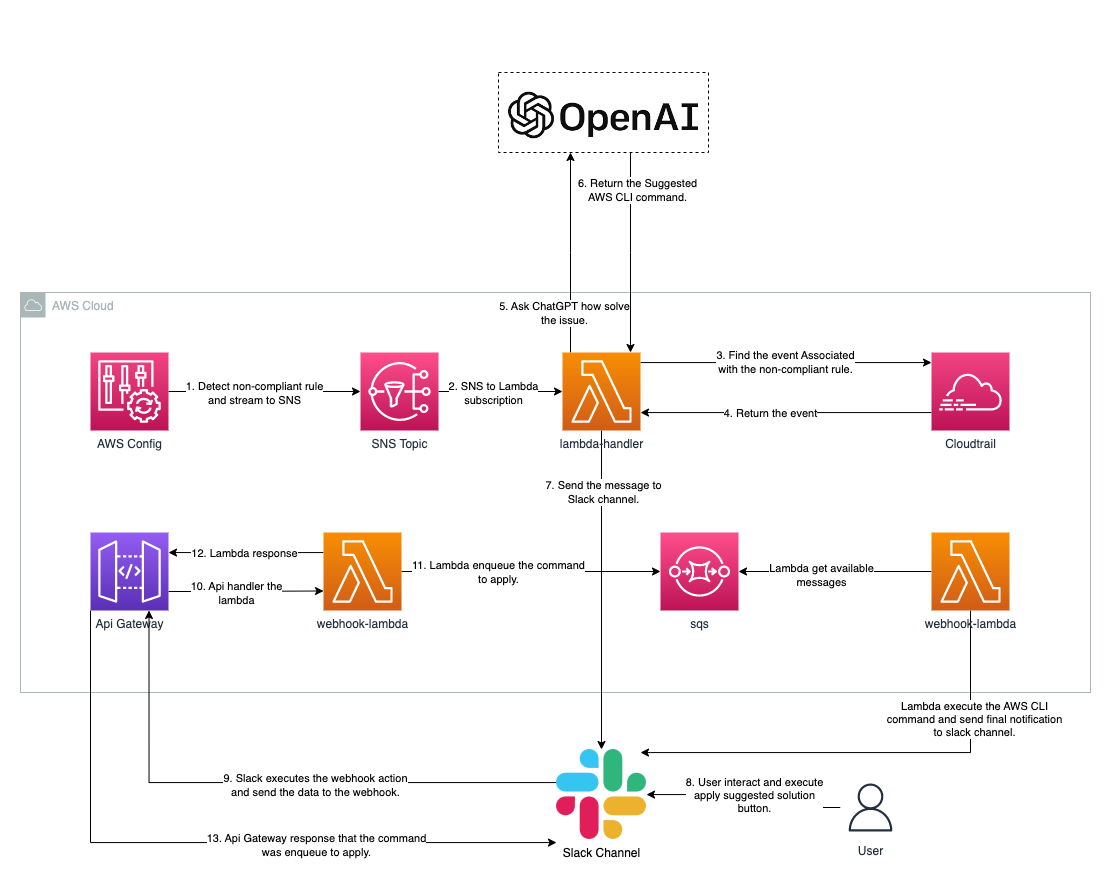 OpenAI
6. Return the Suggested
AWS CLI command.
AWS Cloud
5. Ask ChatGPT how solve
the issue.
1. Detect non-compliant rule
and stream to SNS
2. SNS to Lambda
subscription
3. Find the event Associated
with the non-compliant rule.
4. Return the event
AWS Config
SNS Topic
lambda-handler
Cloudtrail
7. Send the message to
Slack channel.
12. Lambda response
10. Api handler the
lambda
11. Lambda enqueue the command
to apply.
Lambda get available
messages
Api Gateway
webhook-lambda
sqs
webhook-lambda
Lambda execute the AWS CLI
command and send final notification
to slack channel.
9. Slack executes the webhook action
and send the data to the webhook.
8. User interact and execute
apply suggested solution
button.
13. Api Gateway response that the command
was enqueue to apply.
Slack Channel
User